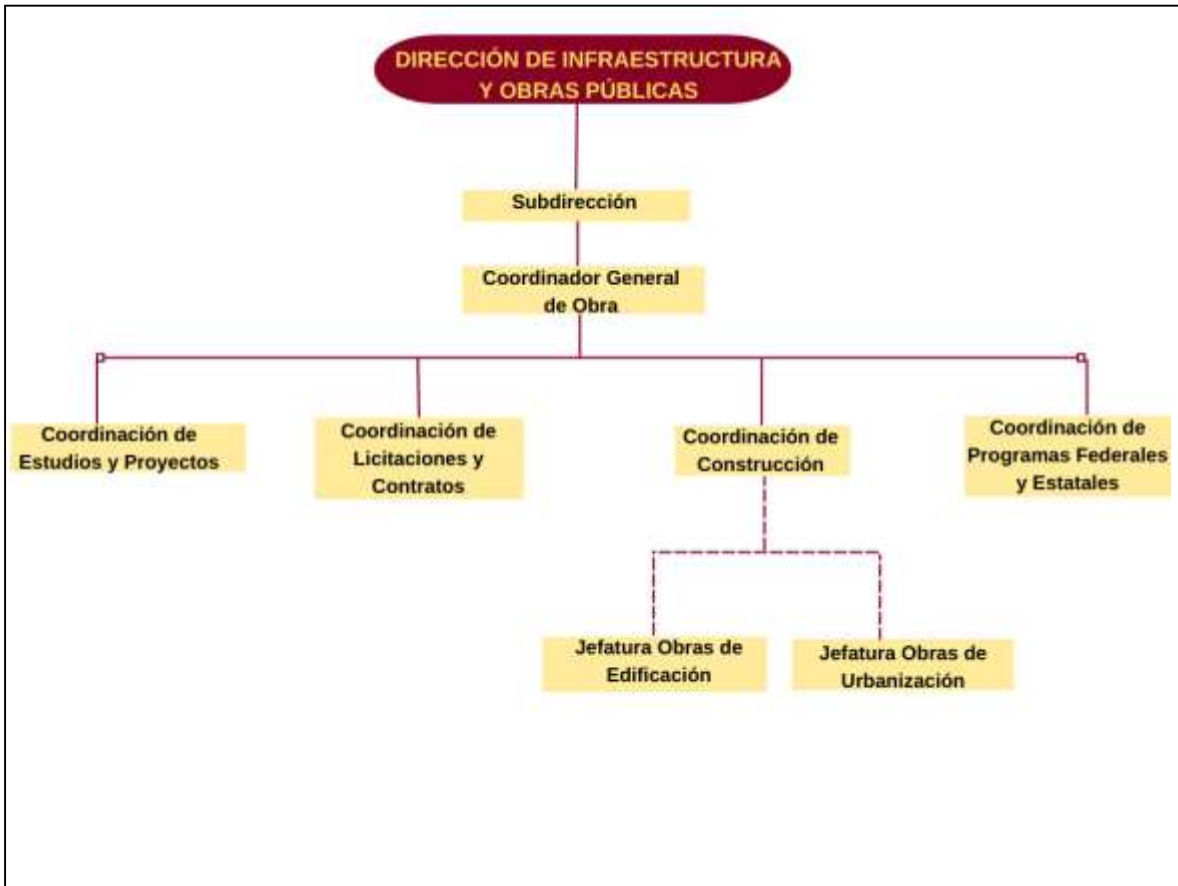 DIRECCIÓN DE INFRAESTRUCTURA
Y OBRAS PÚBLICAS
Subdirección
Coordinador General
de Obra
Coordinación de
Estudios y Proyectos
Coordinación de
Licitaciones y
Contratos
Coordinación de
Construcción
Coordinación de
Programas Federales
y Estatales
Jefatura Obras de
Edificación
Jefatura Obras de
Urbanización